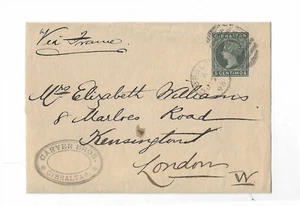 Via France
GIBRALTAR
5 CENTIMOS
Mrs Elizabeth Williams
8 Marloes Road
Kensington
London
W
CARVER BROS.
GIBRALTAR